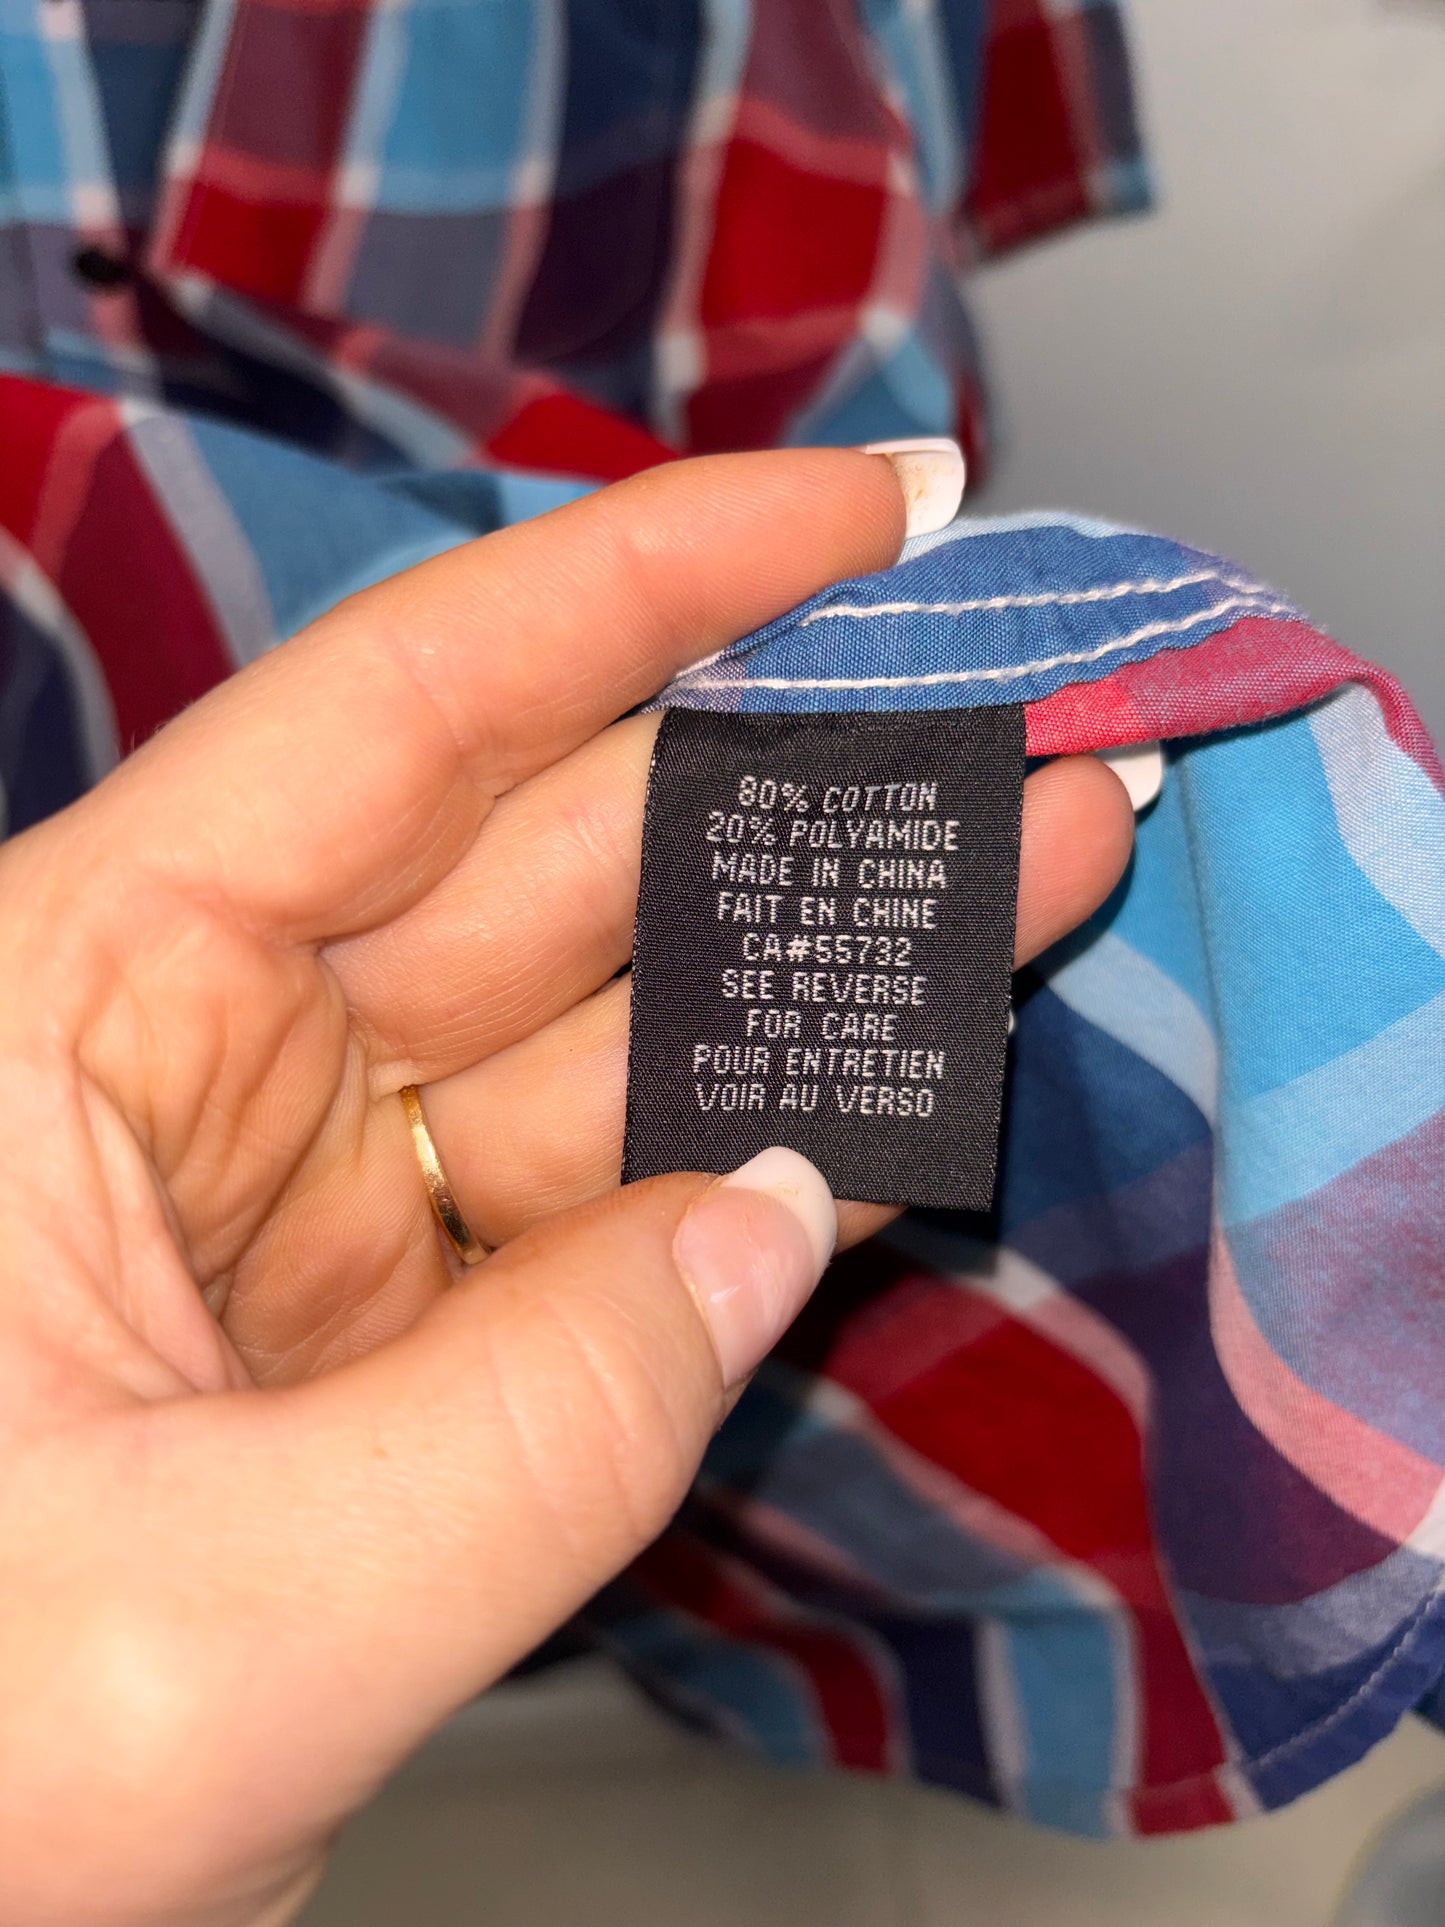 80% COTTON
20% POLYAMIDE
MADE IN CHINA
FAIT EN CHINE
CA#55732
SEE REVERSE
FOR CARE
POUR ENTRETIEN
VOIR AU VERSO